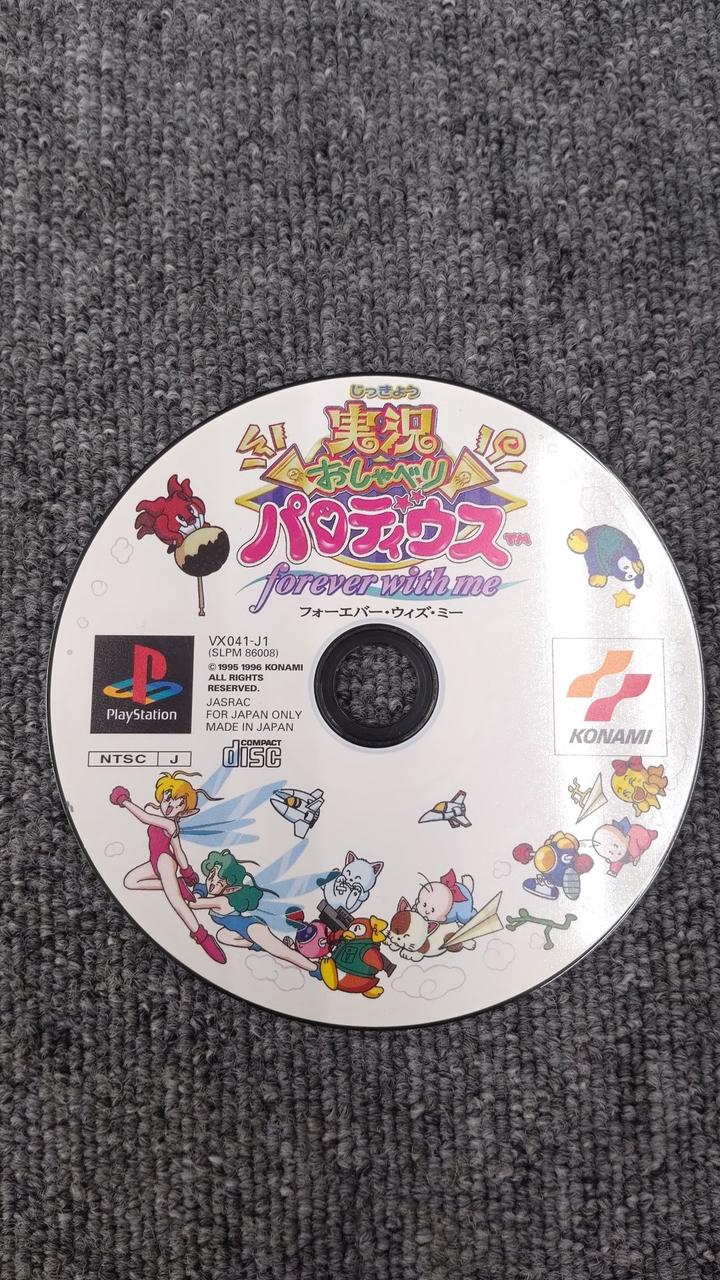 じっきょう
実況
おしゃべり
パロディウス™
forever with me
フォーエバー・ウィズ・ミー
VX041-J1
(SLPM 86008)
©1995 1996 KONAMI
ALL RIGHTS
RESERVED.
JASRAC
FOR JAPAN ONLY
MADE IN JAPAN
PlayStation
NTSC J
COMPACT
disc
KONAMI